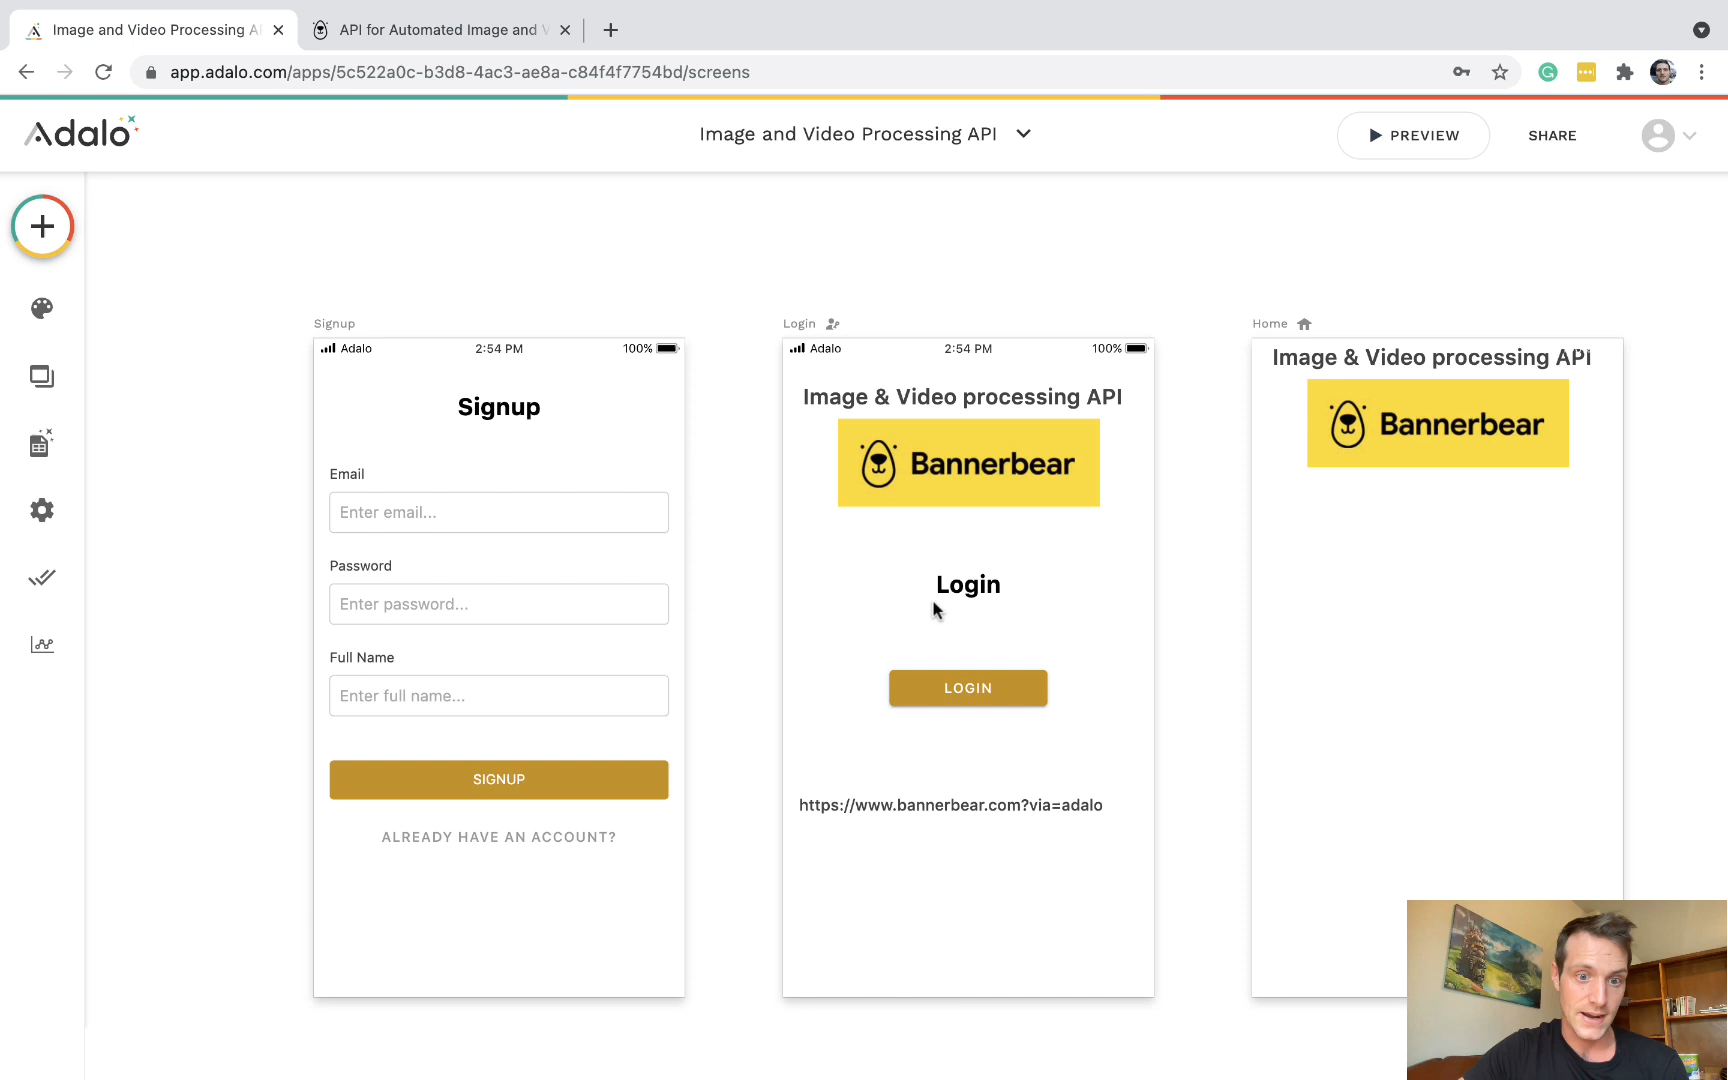 Image and Video Processing A
API for Automated Image and V
app.adalo.com/apps/5c522a0c-b3d8-4ac3-ae8a-c84f4f7754bd/screens
Adalo
Image and Video Processing API
PREVIEW
SHARE
Signup
Adalo
2:54 PM
100%
Signup
Email
Enter email...
Password
Enter password...
Full Name
Enter full name...
SIGNUP
ALREADY HAVE AN ACCOUNT?
Login
Adalo
2:54 PM
100%
Image & Video processing API
Bannerbear
Login
LOGIN
https://www.bannerbear.com?via=adalo
Home
Image & Video processing API
Bannerbear